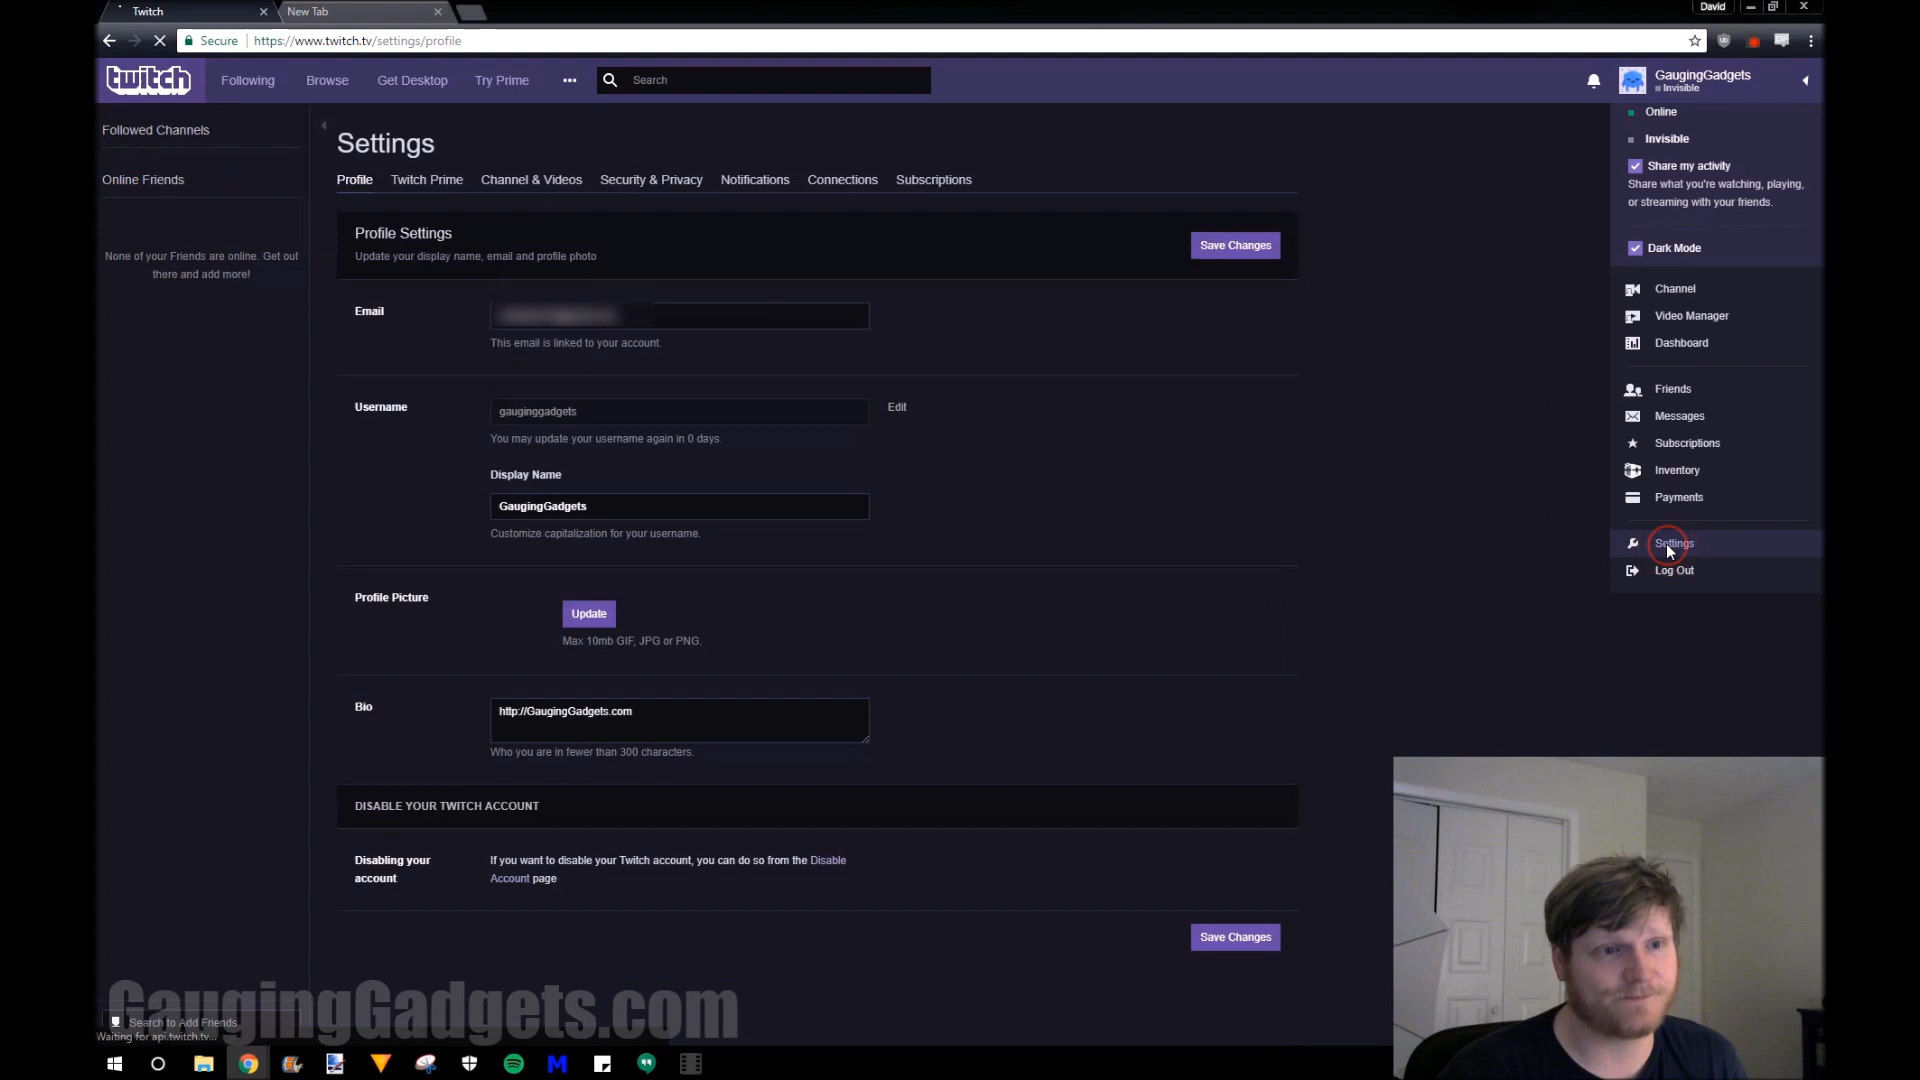 Twitch
New Tab
David
Secure
https://www.twitch.tv/settings/profile
twitch
Following
Browse
Get Desktop
Try Prime
Search
GaugingGadgets
Invisible
Followed Channels
Online Friends
None of your Friends are online. Get out
there and add more!
Settings
Profile
Twitch Prime
Channel & Videos
Security & Privacy
Notifications
Connections
Subscriptions
Profile Settings
Update your display name, email and profile photo
Save Changes
Email
This email is linked to your account.
Username
gauginggadgets
Edit
You may update your username again in 0 days.
Display Name
GaugingGadgets
Customize capitalization for your username.
Profile Picture
Update
Max 10mb GIF, JPG or PNG.
Bio
http://GaugingGadgets.com
Who you are in fewer than 300 characters.
DISABLE YOUR TWITCH ACCOUNT
Disabling your
account
If you want to disable your Twitch account, you can do so from the Disable
Account page
Save Changes
Online
Invisible
Share my activity
Share what you're watching, playing,
or streaming with your friends.
Dark Mode
Channel
Video Manager
Dashboard
Friends
Messages
Subscriptions
Inventory
Payments
Settings
Log Out
GaugingGadgets.com
Search to Add Friends
Waiting for api.twitch.tv...